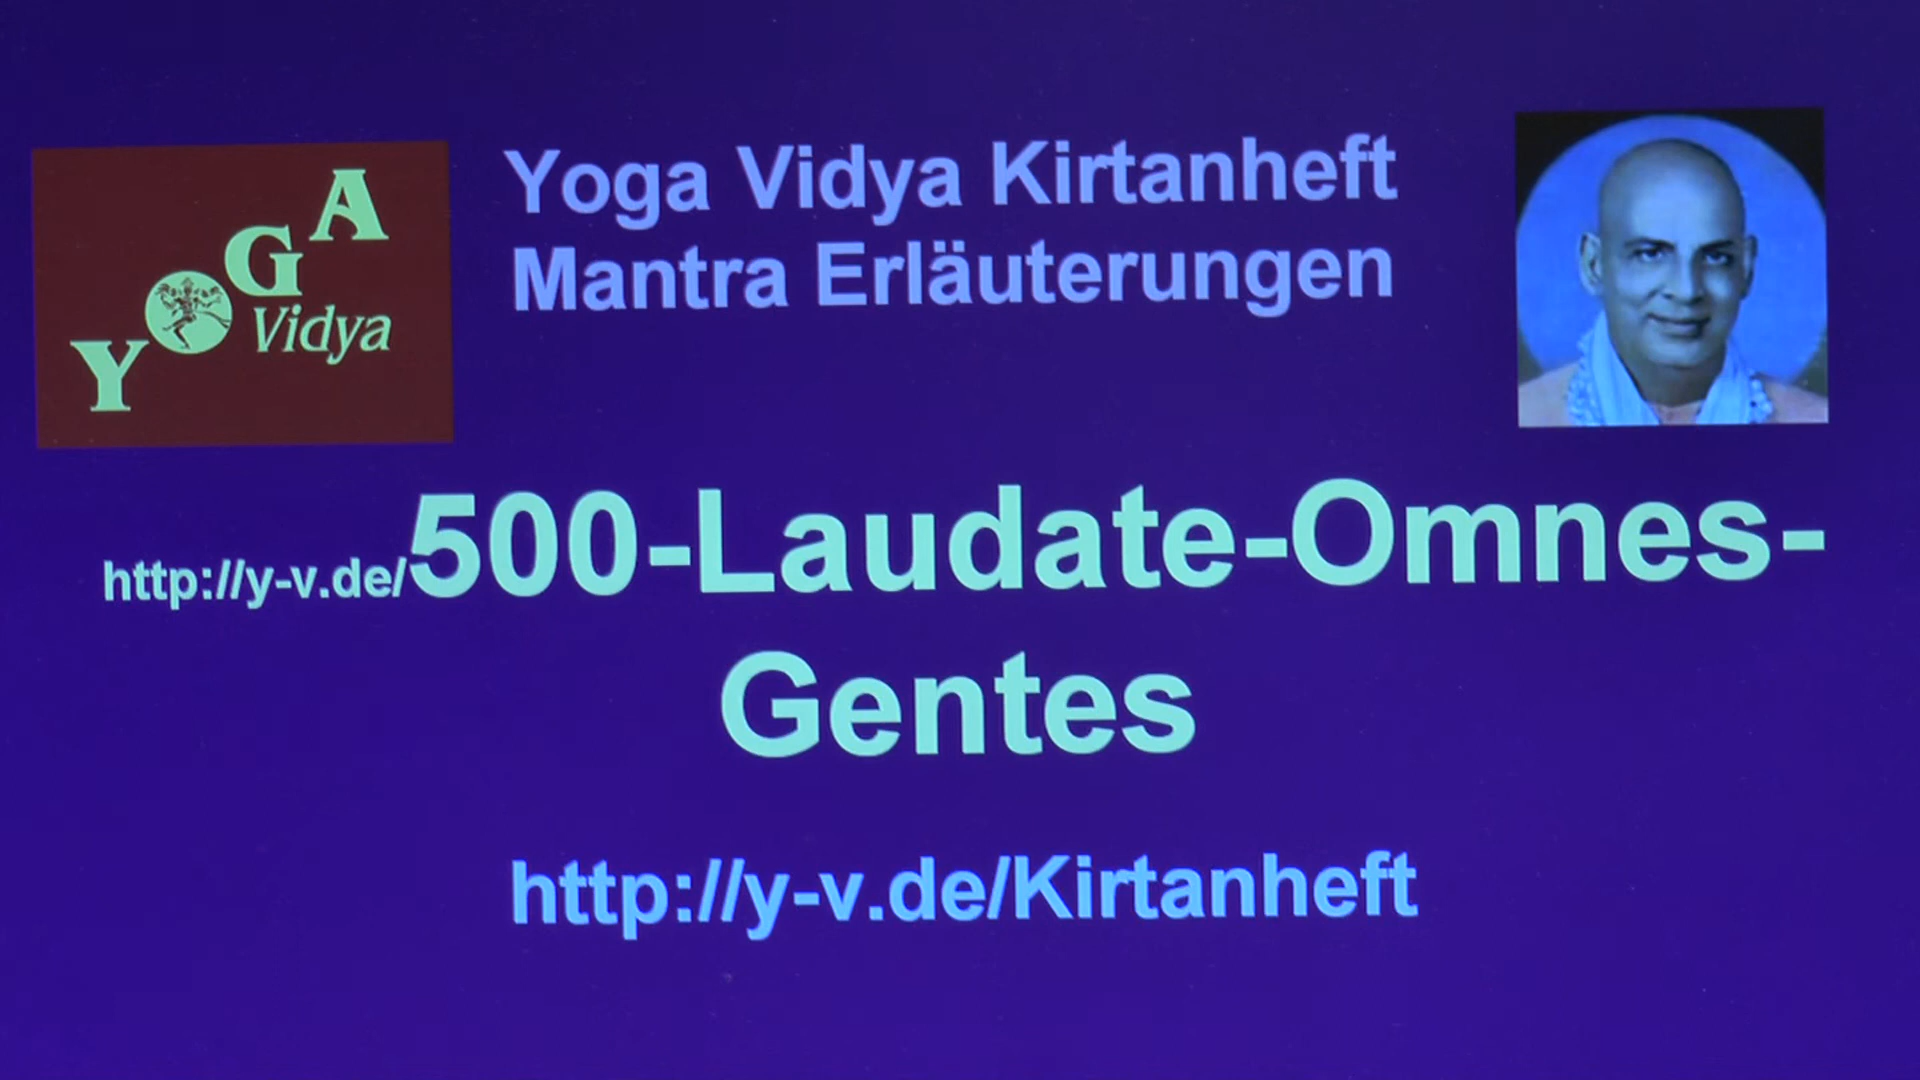 YOGA
Vidya
Yoga Vidya Kirtanheft
Mantra Erläuterungen
http://y-v.de/500-Laudate-Omnes-
Gentes
http://y-v.de/Kirtanheft